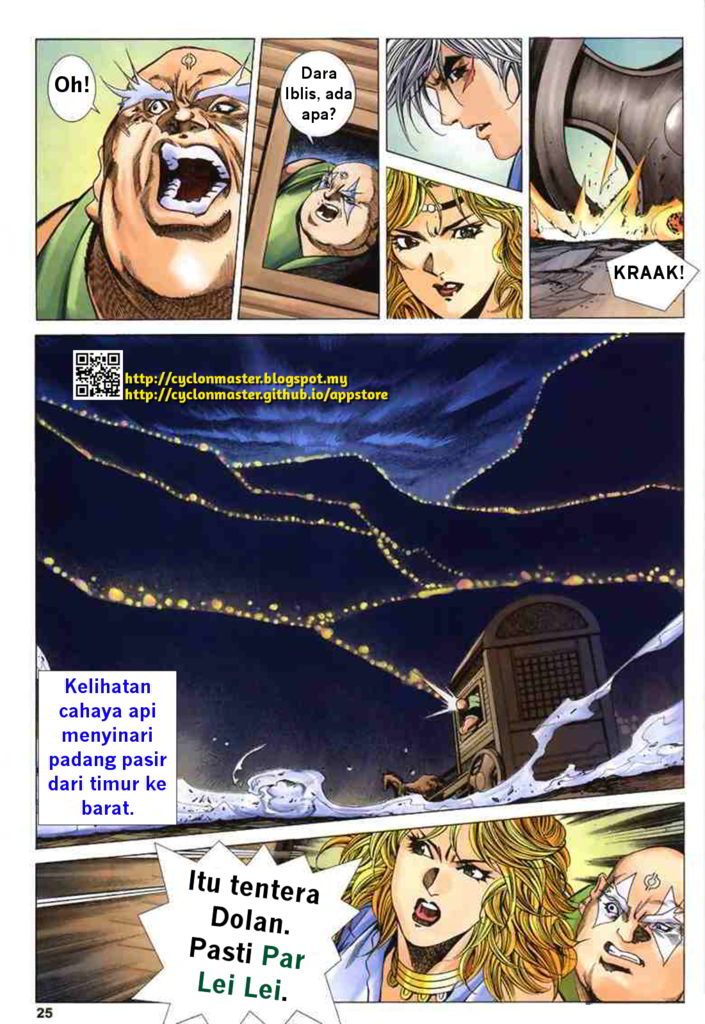 Oh!
Dara
Iblis, ada
apa?
KRAAK!
http://cyclonmaster.blogspot.my
http://cyclonmaster.github.io/appstore
Kelihatan
cahaya api
menyinari
padang pasir
dari timur ke
barat.
Itu tentera
Dolan.
Pasti Par
Lei Lei.
25